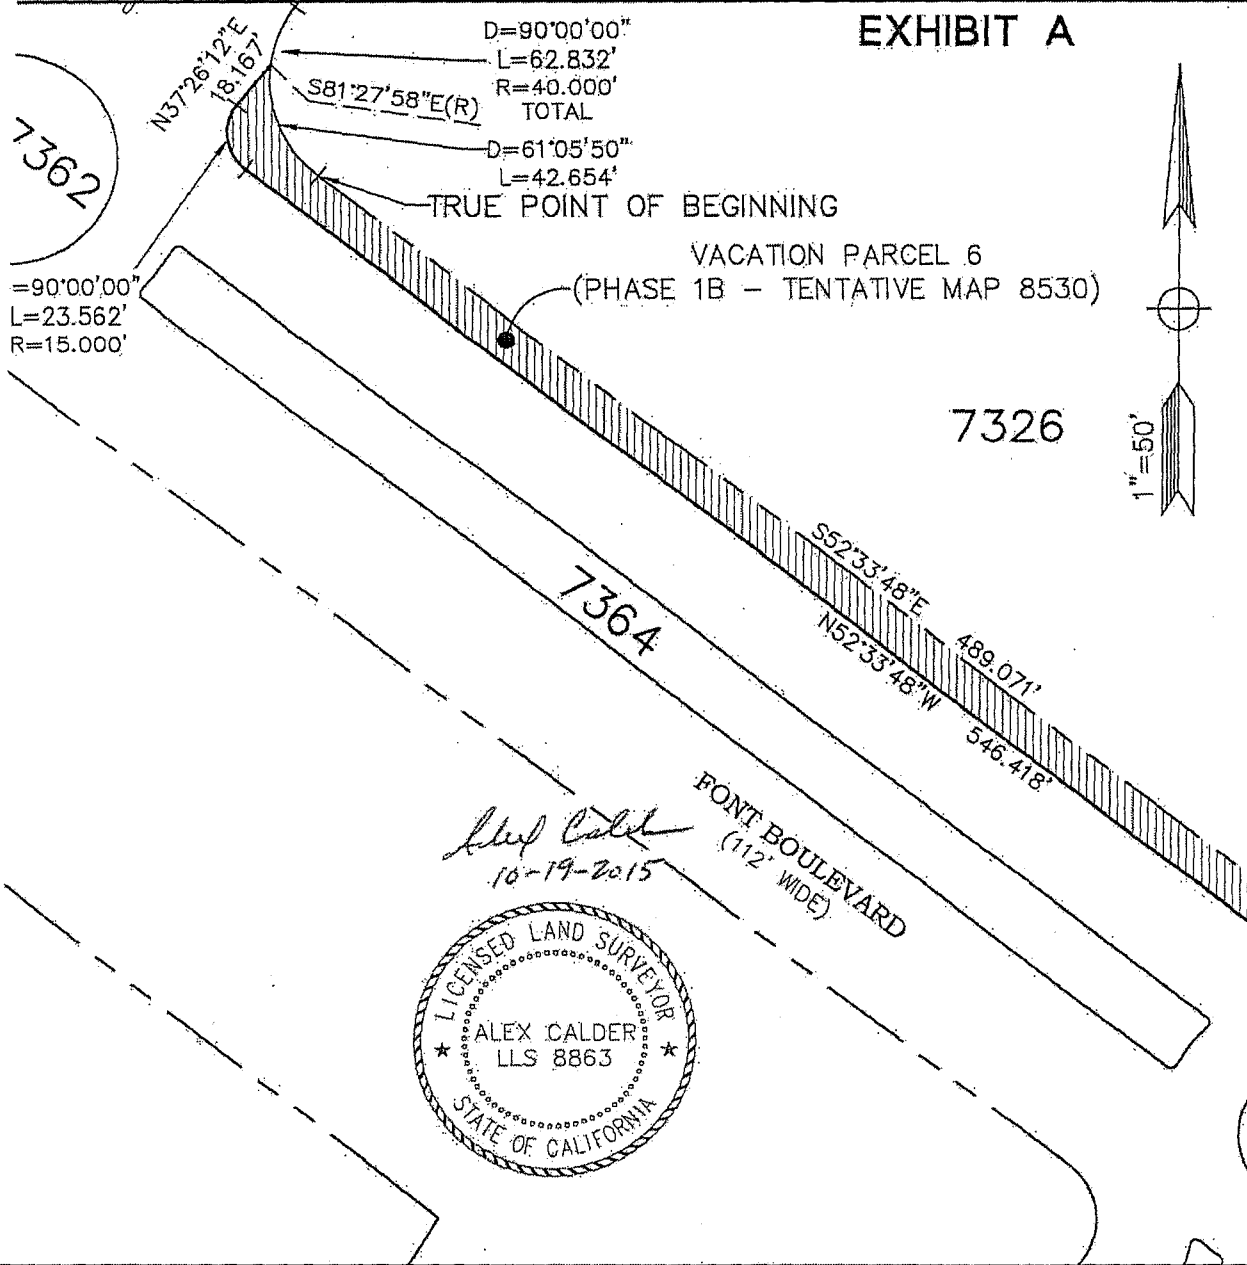 EXHIBIT A
N37°26'12"E
18.167'
D=90°00'00"
L=62.832'
R=40.000'
TOTAL
S81°27'58"E(R)
D=61°05'50"
L=42.654'
TRUE POINT OF BEGINNING
7362
VACATION PARCEL 6
(PHASE 1B - TENTATIVE MAP 8530)
=90°00'00"
L=23.562'
R=15.000'
7326
1"=50'
S52°33'48"E 489.071'
N52°33'48"W 546.418'
7364
FONT BOULEVARD
(112' WIDE)
Alex Calder
10-19-2015
LICENSED LAND SURVEYOR
ALEX CALDER
LLS 8863
STATE OF CALIFORNIA